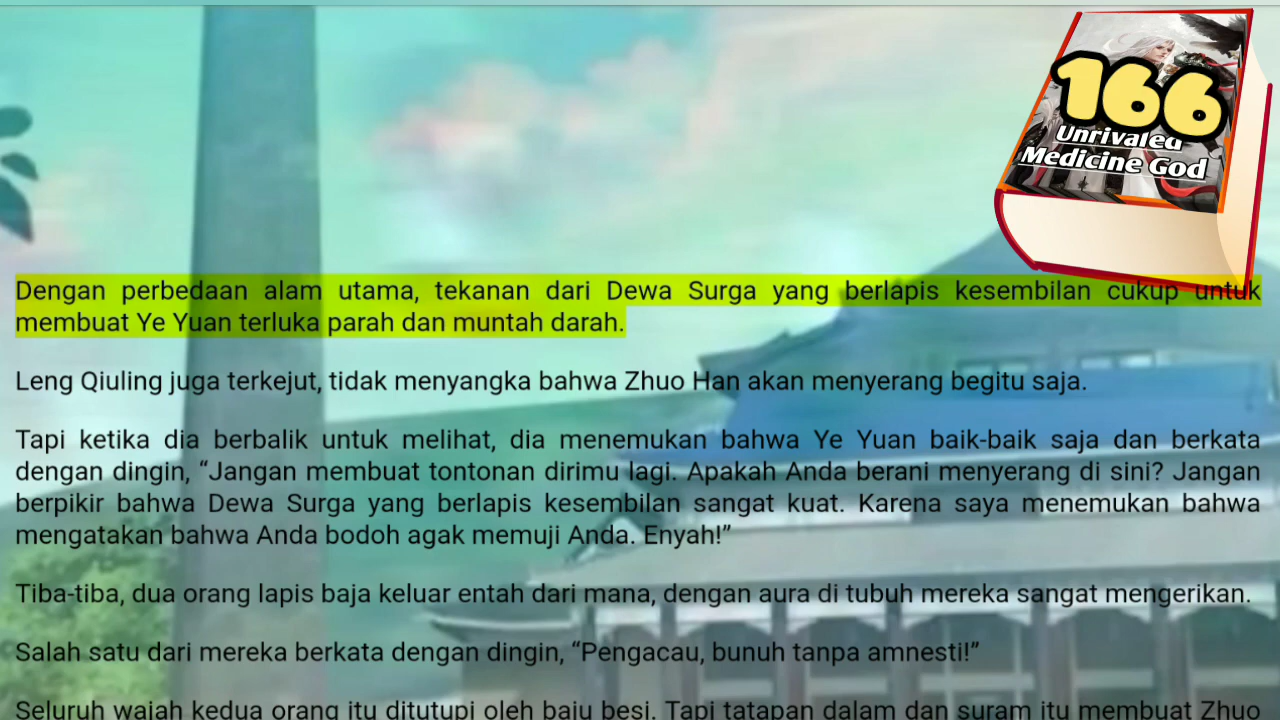 166
Unrivaled
Medicine God
Dengan perbedaan alam utama, tekanan dari Dewa Surga yang berlapis kesembilan cukup untuk
membuat Ye Yuan terluka parah dan muntah darah.
Leng Qiuling juga terkejut, tidak menyangka bahwa Zhuo Han akan menyerang begitu saja.
Tapi ketika dia berbalik untuk melihat, dia menemukan bahwa Ye Yuan baik-baik saja dan berkata
dengan dingin, “Jangan membuat tontonan dirimu lagi. Apakah Anda berani menyerang di sini? Jangan
berpikir bahwa Dewa Surga yang berlapis kesembilan sangat kuat. Karena saya menemukan bahwa
mengatakan bahwa Anda bodoh agak memuji Anda. Enyah!”
Tiba-tiba, dua orang lapis baja keluar entah dari mana, dengan aura di tubuh mereka sangat mengerikan.
Salah satu dari mereka berkata dengan dingin, “Pengacau, bunuh tanpa amnesti!”
Seluruh wajah kedua orang itu ditutupi oleh baju besi. Tapi tatapan dalam dan suram itu membuat Zhuo